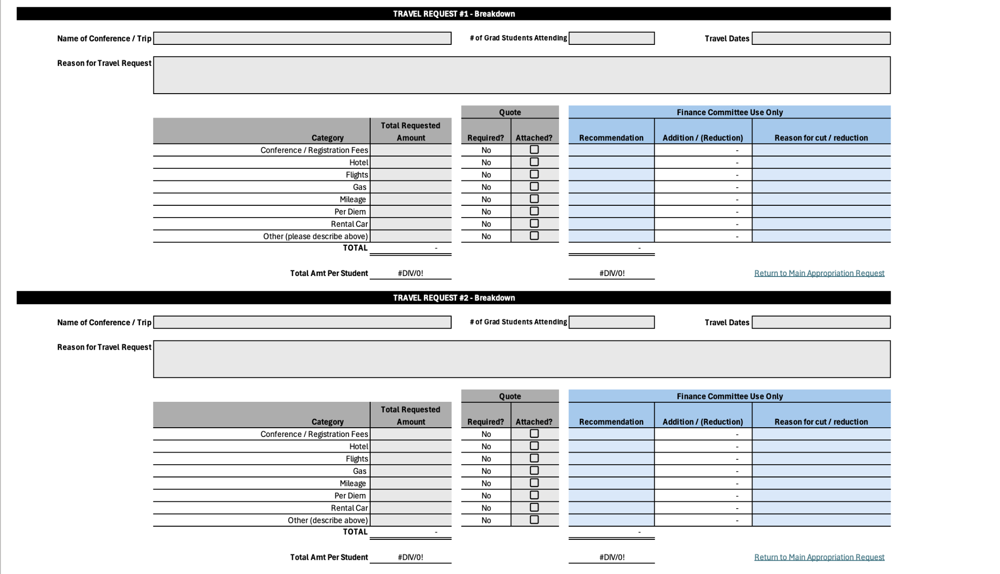 TRAVEL REQUEST #1 - Breakdown
Name of Conference / Trip # of Grad Students Attending Travel Dates
Reason for Travel Request
Quote Finance Committee Use Only
Total Requested
Category Amount Required? Attached? Recommendation Addition / (Reduction) Reason for cut / reduction
Conference / Registration Fees No -
Hotel No -
Flights No -
Gas No -
Mileage No -
Per Diem No -
Rental Car No -
Other (please describe above) No -
TOTAL - -
Total Amt Per Student #DIV/0! #DIV/0! Return to Main Appropriation Request
TRAVEL REQUEST #2 - Breakdown
Name of Conference / Trip # of Grad Students Attending Travel Dates
Reason for Travel Request
Quote Finance Committee Use Only
Total Requested
Category Amount Required? Attached? Recommendation Addition / (Reduction) Reason for cut / reduction
Conference / Registration Fees No -
Hotel No -
Flights No -
Gas No -
Mileage No -
Per Diem No -
Rental Car No -
Other (describe above) No -
TOTAL - -
Total Amt Per Student #DIV/0! #DIV/0! Return to Main Appropriation Request